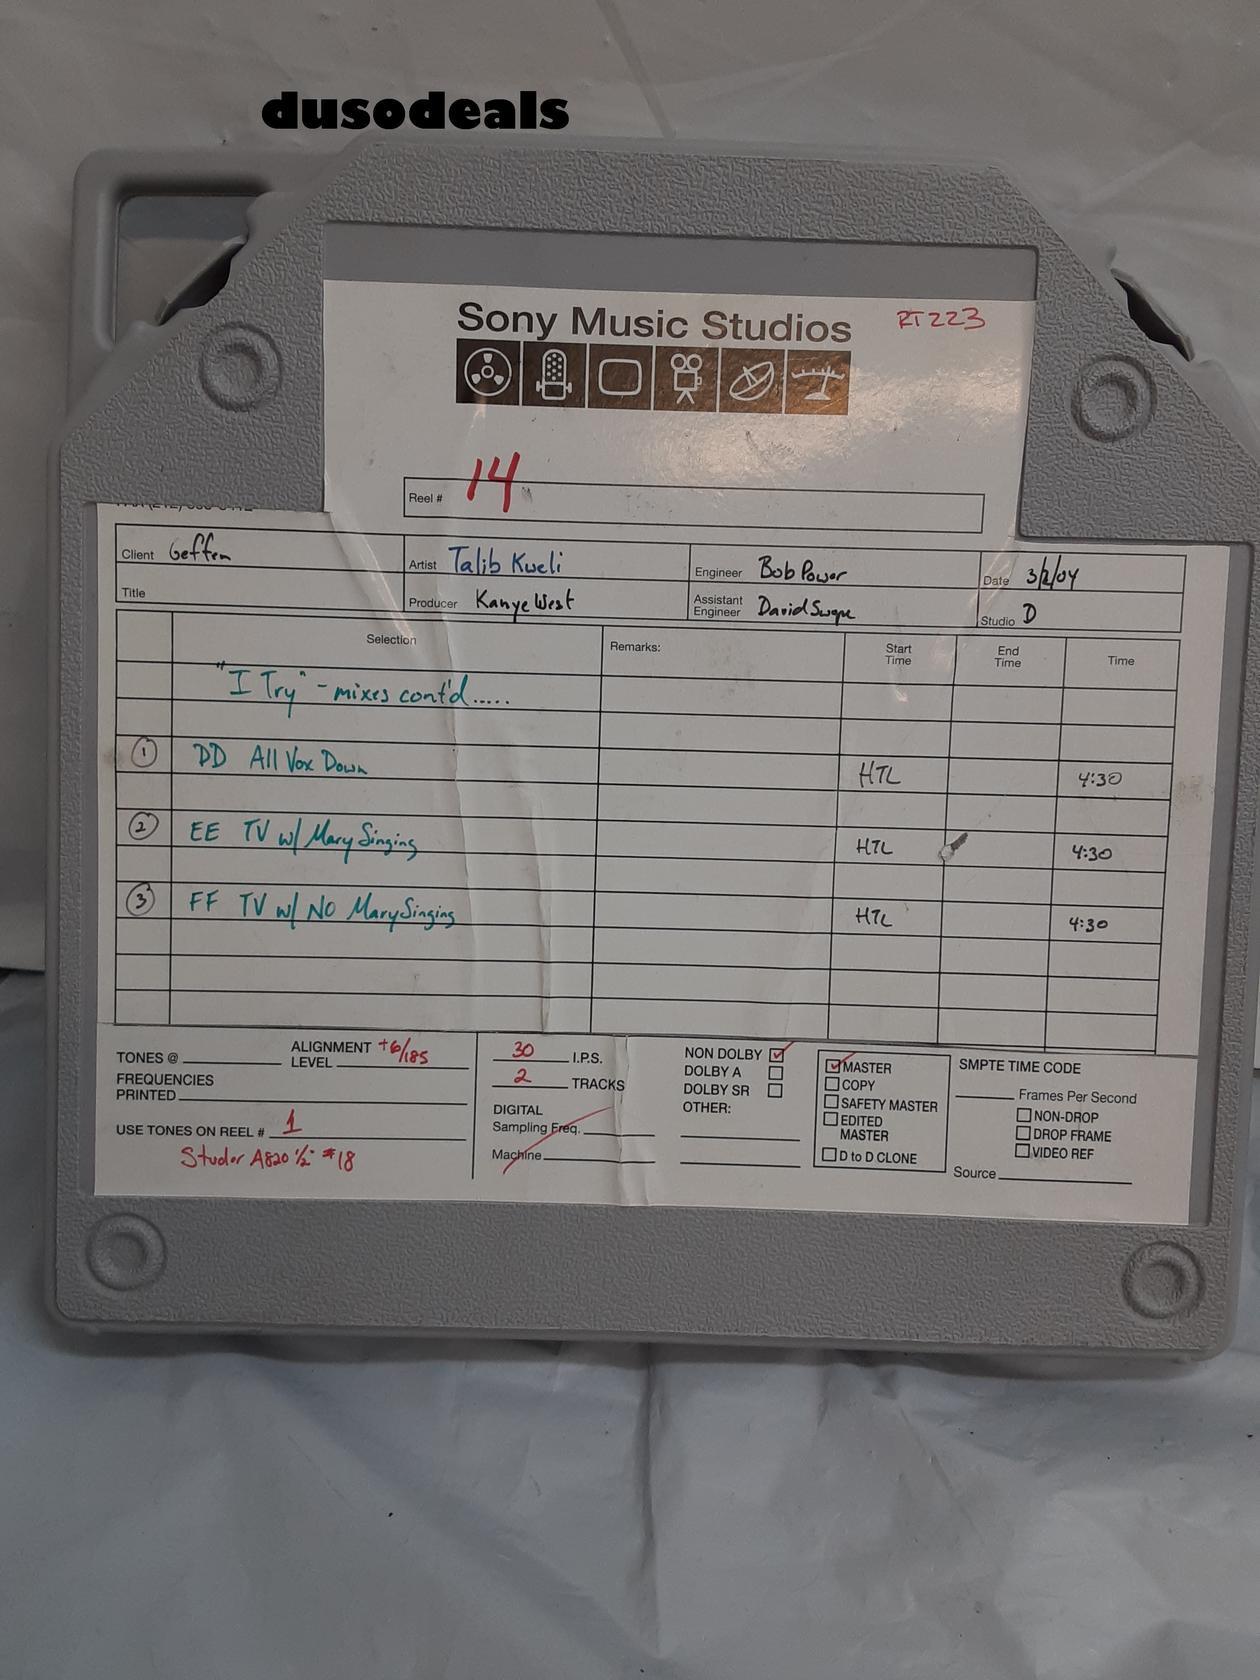 dusodeals
Sony Music Studios RT223
Reel # 14
Client Geffen Artist Talib Kweli Engineer Bob Power Date 3/2/04
Title Producer Kanye West Assistant Engineer David Swope Studio D
Selection Remarks: Start Time End Time Time
"I Try" - mixes cont'd.....
1 DD All Vox Down HTL 4:30
2 EE TV w/ Mary Singing HTL 4:30
3 FF TV w/ NO Mary Singing HTL 4:30
TONES @ ALIGNMENT LEVEL +6/185
FREQUENCIES PRINTED
USE TONES ON REEL # 1
Studer A820 1/2" #18
30 I.P.S.
2 TRACKS
DIGITAL
Sampling Freq.
Machine
NON DOLBY
DOLBY A
DOLBY SR
OTHER:
MASTER
COPY
SAFETY MASTER
EDITED
MASTER
D to D CLONE
SMPTE TIME CODE
Frames Per Second
NON-DROP
DROP FRAME
VIDEO REF
Source